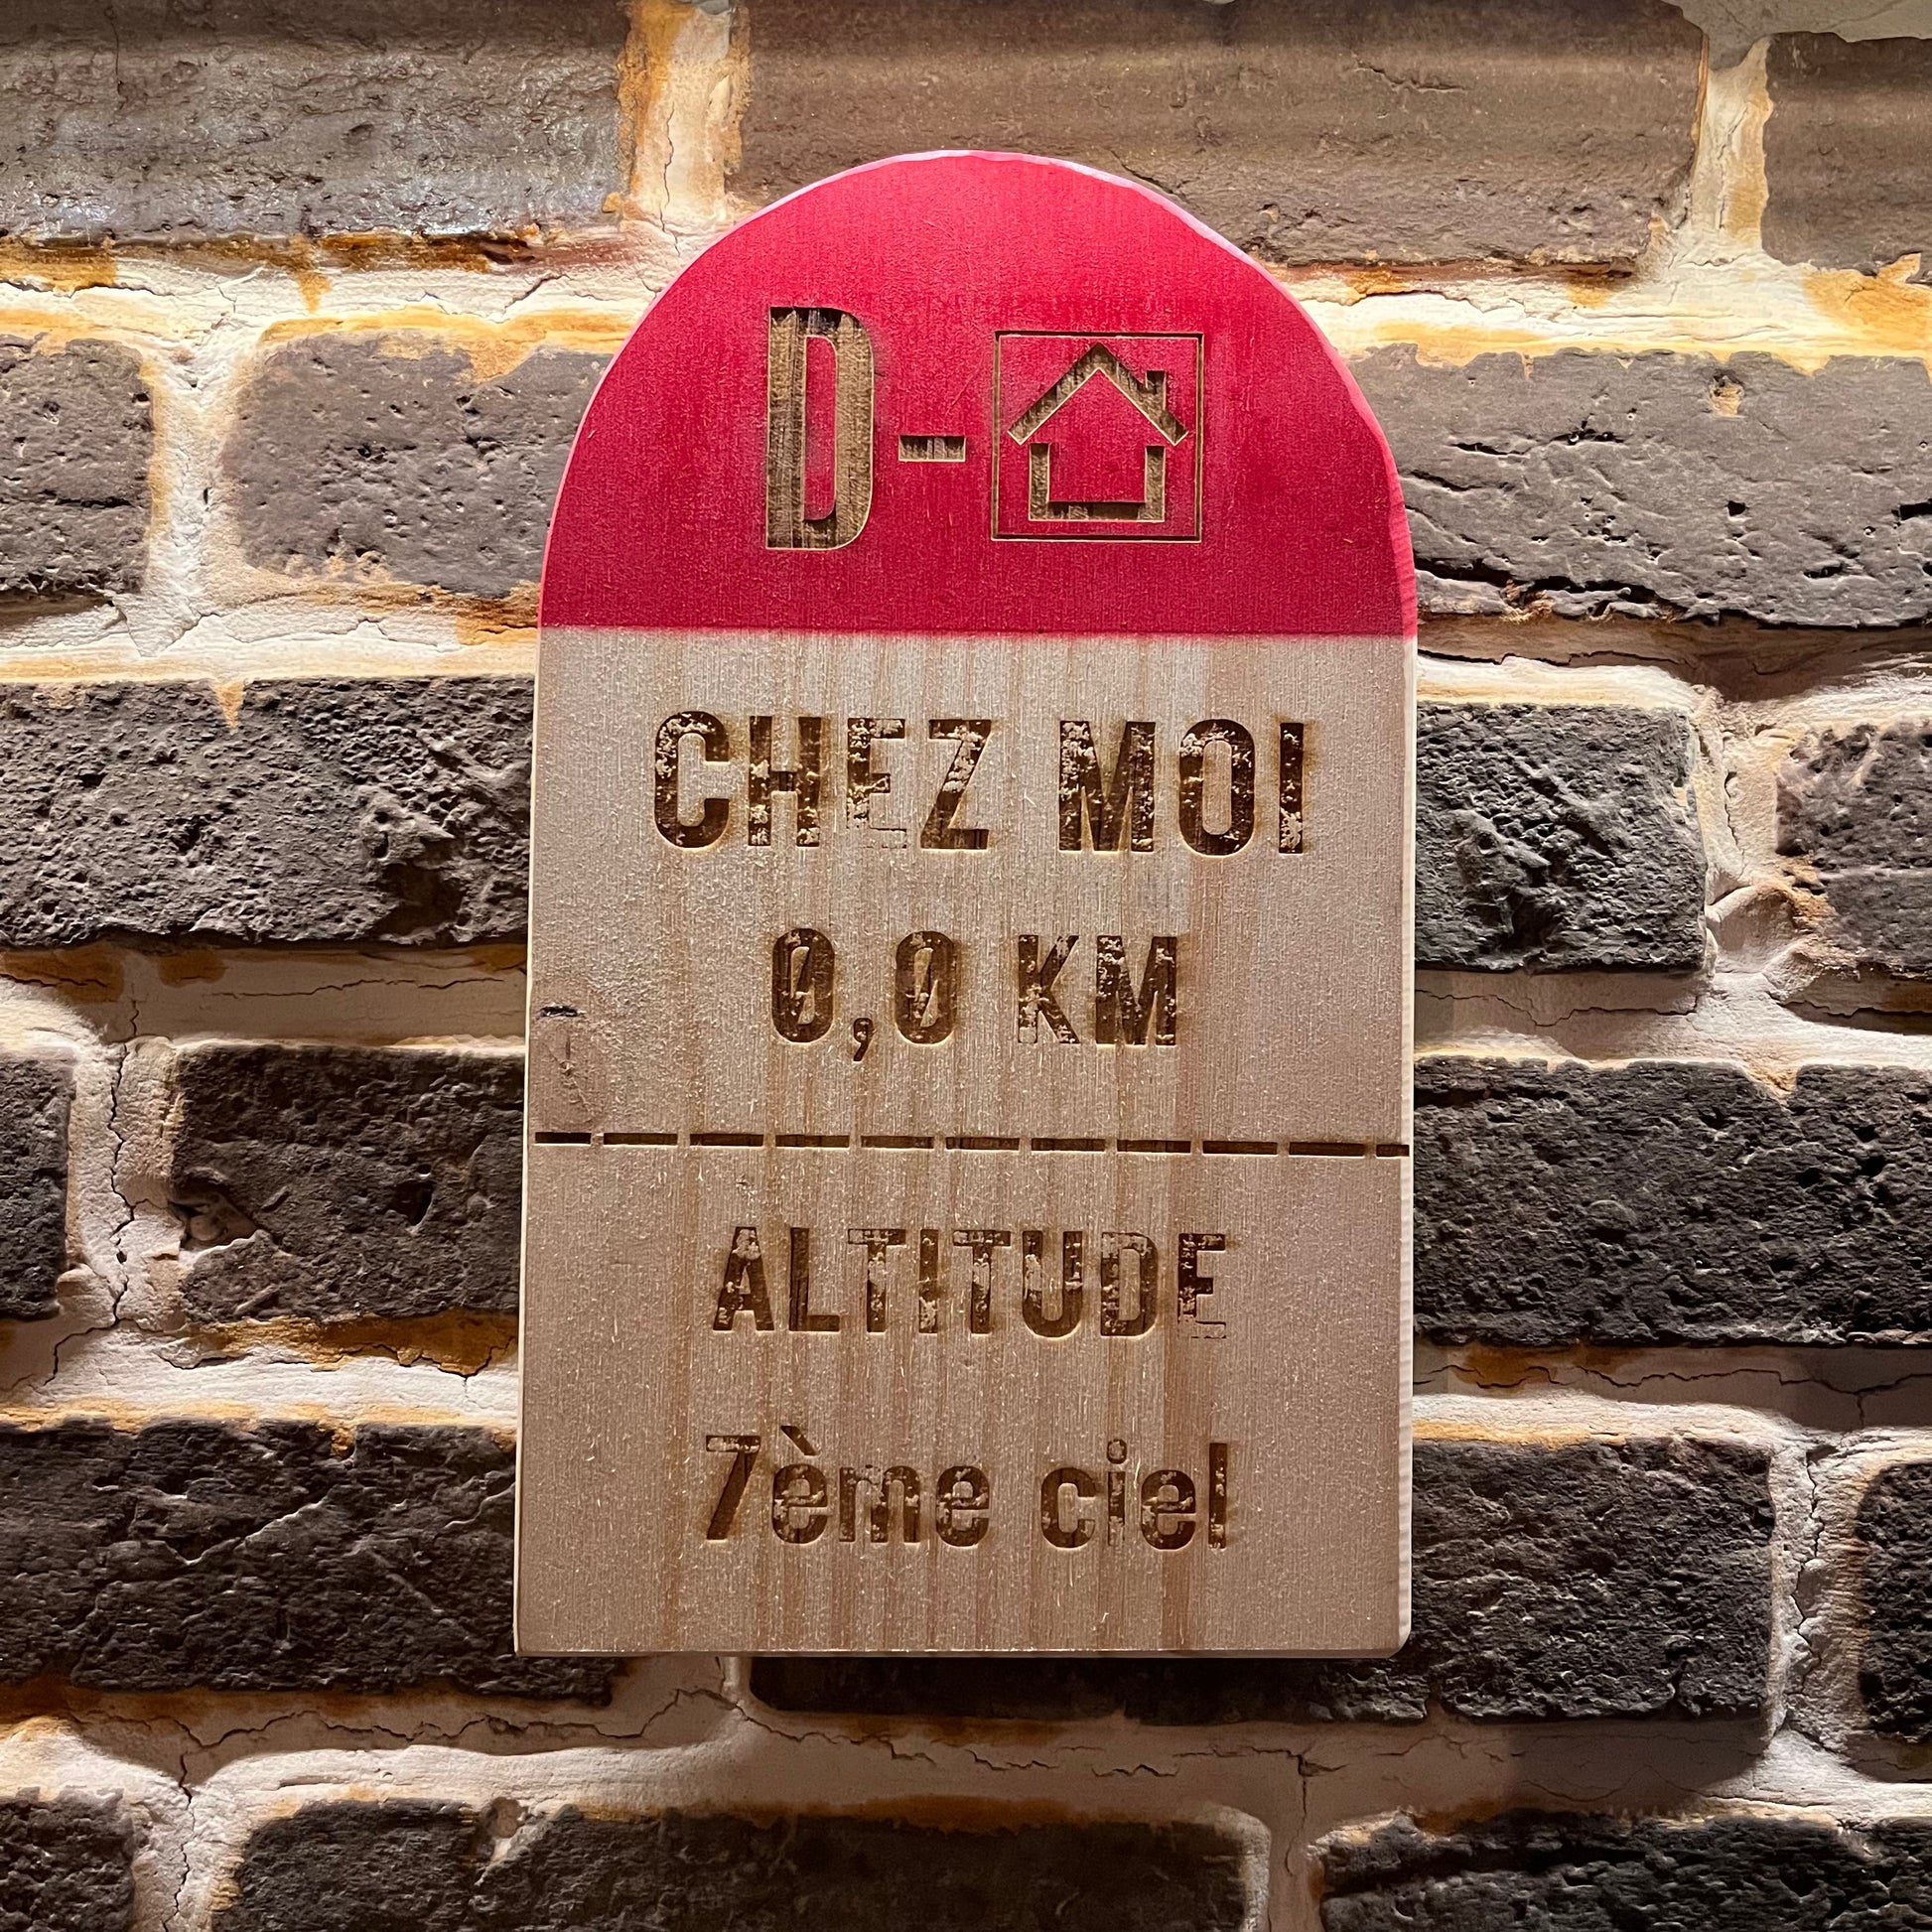 D-
CHEZ MOI
0,0 KM
ALTITUDE
7ème ciel